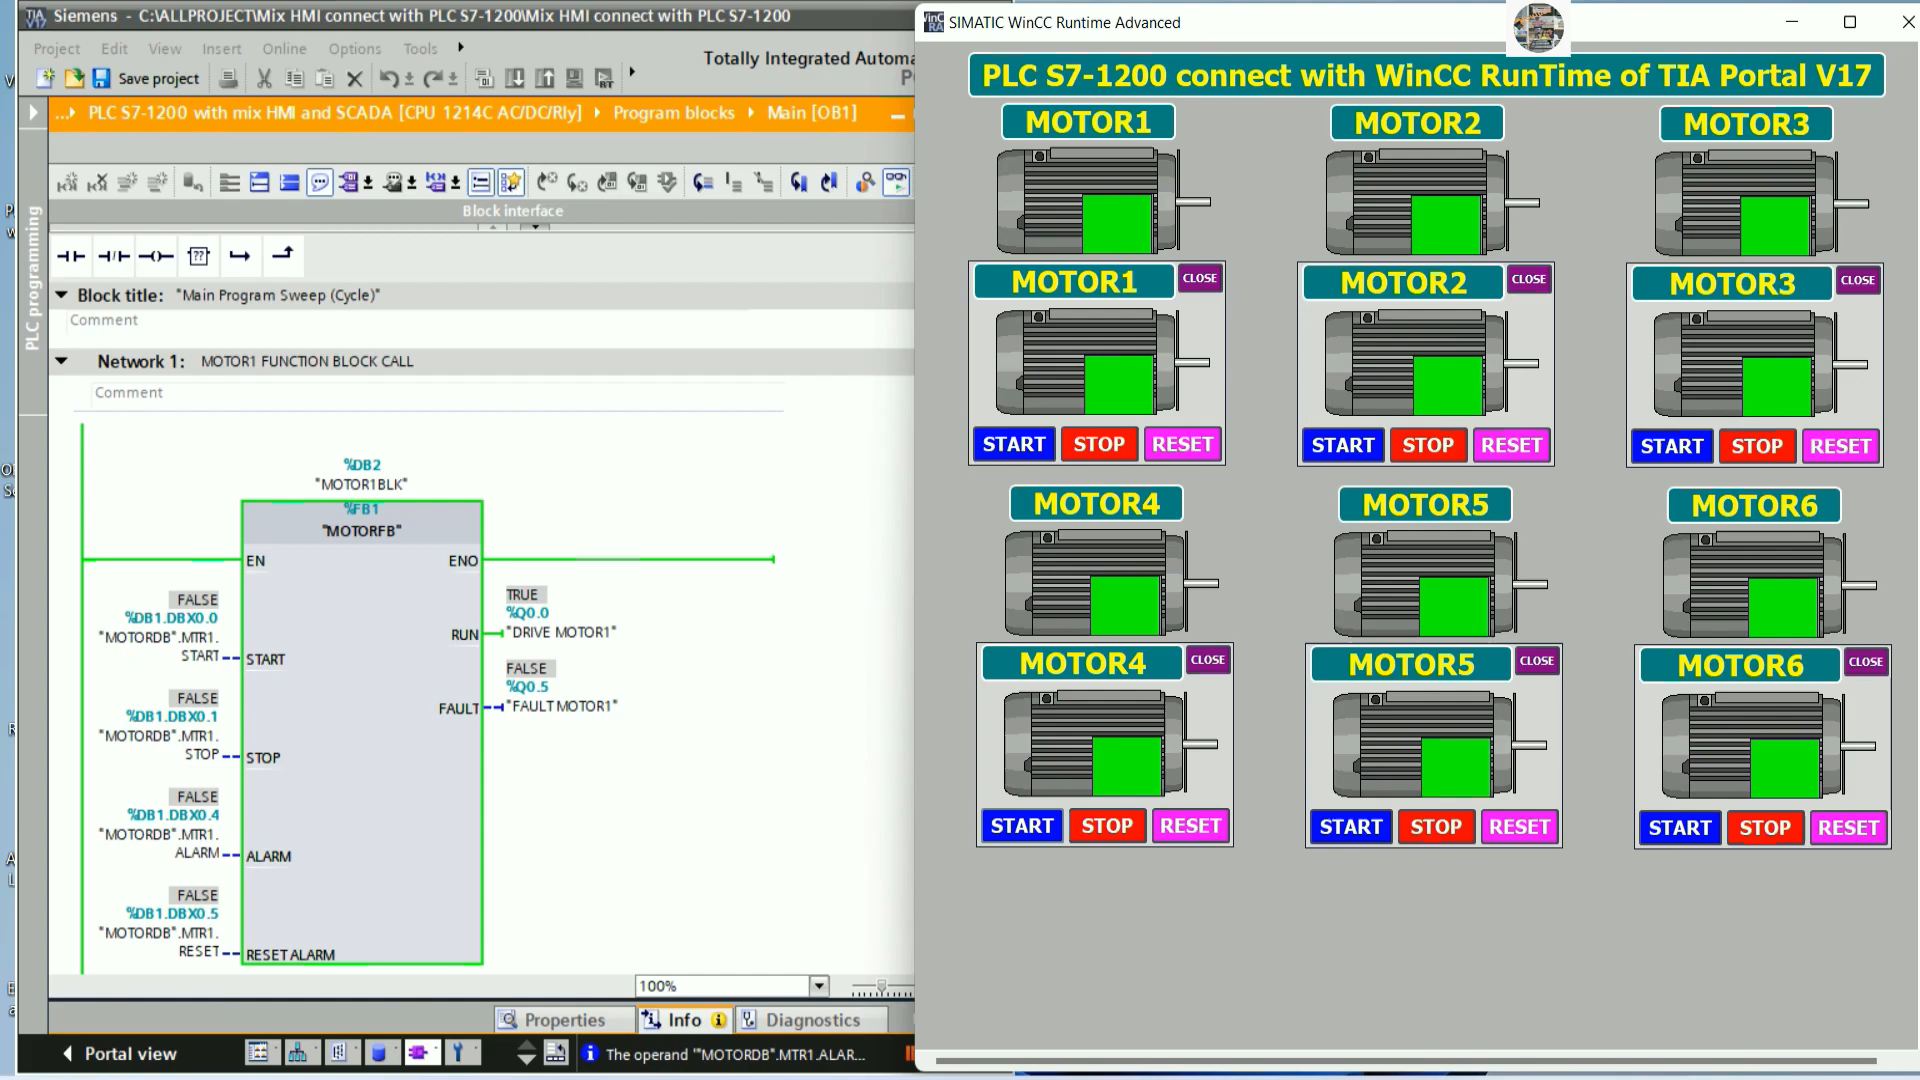 Siemens - C:\ALLPROJECT\Mix HMI connect with PLC S7-1200\Mix HMI connect with PLC S7-1200
Project Edit View Insert Online Options Tools
Totally Integrated Automa
Save project
...› PLC S7-1200 with mix HMI and SCADA [CPU 1214C AC/DC/Rly] › Program blocks › Main [OB1]
PLC programming
Block interface
??
Block title: "Main Program Sweep (Cycle)"
Comment
Network 1: MOTOR1 FUNCTION BLOCK CALL
Comment
%DB2
"MOTOR1BLK"
%FB1
"MOTORFB"
EN
ENO
FALSE
%DB1.DBX0.0
"MOTORDB".MTR1.
START
START
TRUE
%Q0.0
RUN
"DRIVE MOTOR1"
FALSE
%DB1.DBX0.1
"MOTORDB".MTR1.
STOP
STOP
FALSE
%Q0.5
FAULT
"FAULT MOTOR1"
FALSE
%DB1.DBX0.4
"MOTORDB".MTR1.
ALARM
ALARM
FALSE
%DB1.DBX0.5
"MOTORDB".MTR1.
RESET
RESET ALARM
100%
Properties
Info
Diagnostics
Portal view
The operand '"MOTORDB".MTR1.ALAR...
SIMATIC WinCC Runtime Advanced
PLC S7-1200 connect with WinCC RunTime of TIA Portal V17
MOTOR1 MOTOR2 MOTOR3
MOTOR1 CLOSE MOTOR2 CLOSE MOTOR3 CLOSE
START STOP RESET START STOP RESET START STOP RESET
MOTOR4 MOTOR5 MOTOR6
MOTOR4 CLOSE MOTOR5 CLOSE MOTOR6 CLOSE
START STOP RESET START STOP RESET START STOP RESET